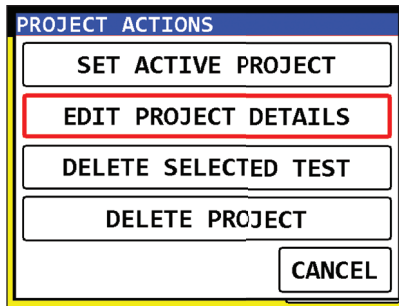 PROJECT ACTIONS
SET ACTIVE PROJECT
EDIT PROJECT DETAILS
DELETE SELECTED TEST
DELETE PROJECT
CANCEL